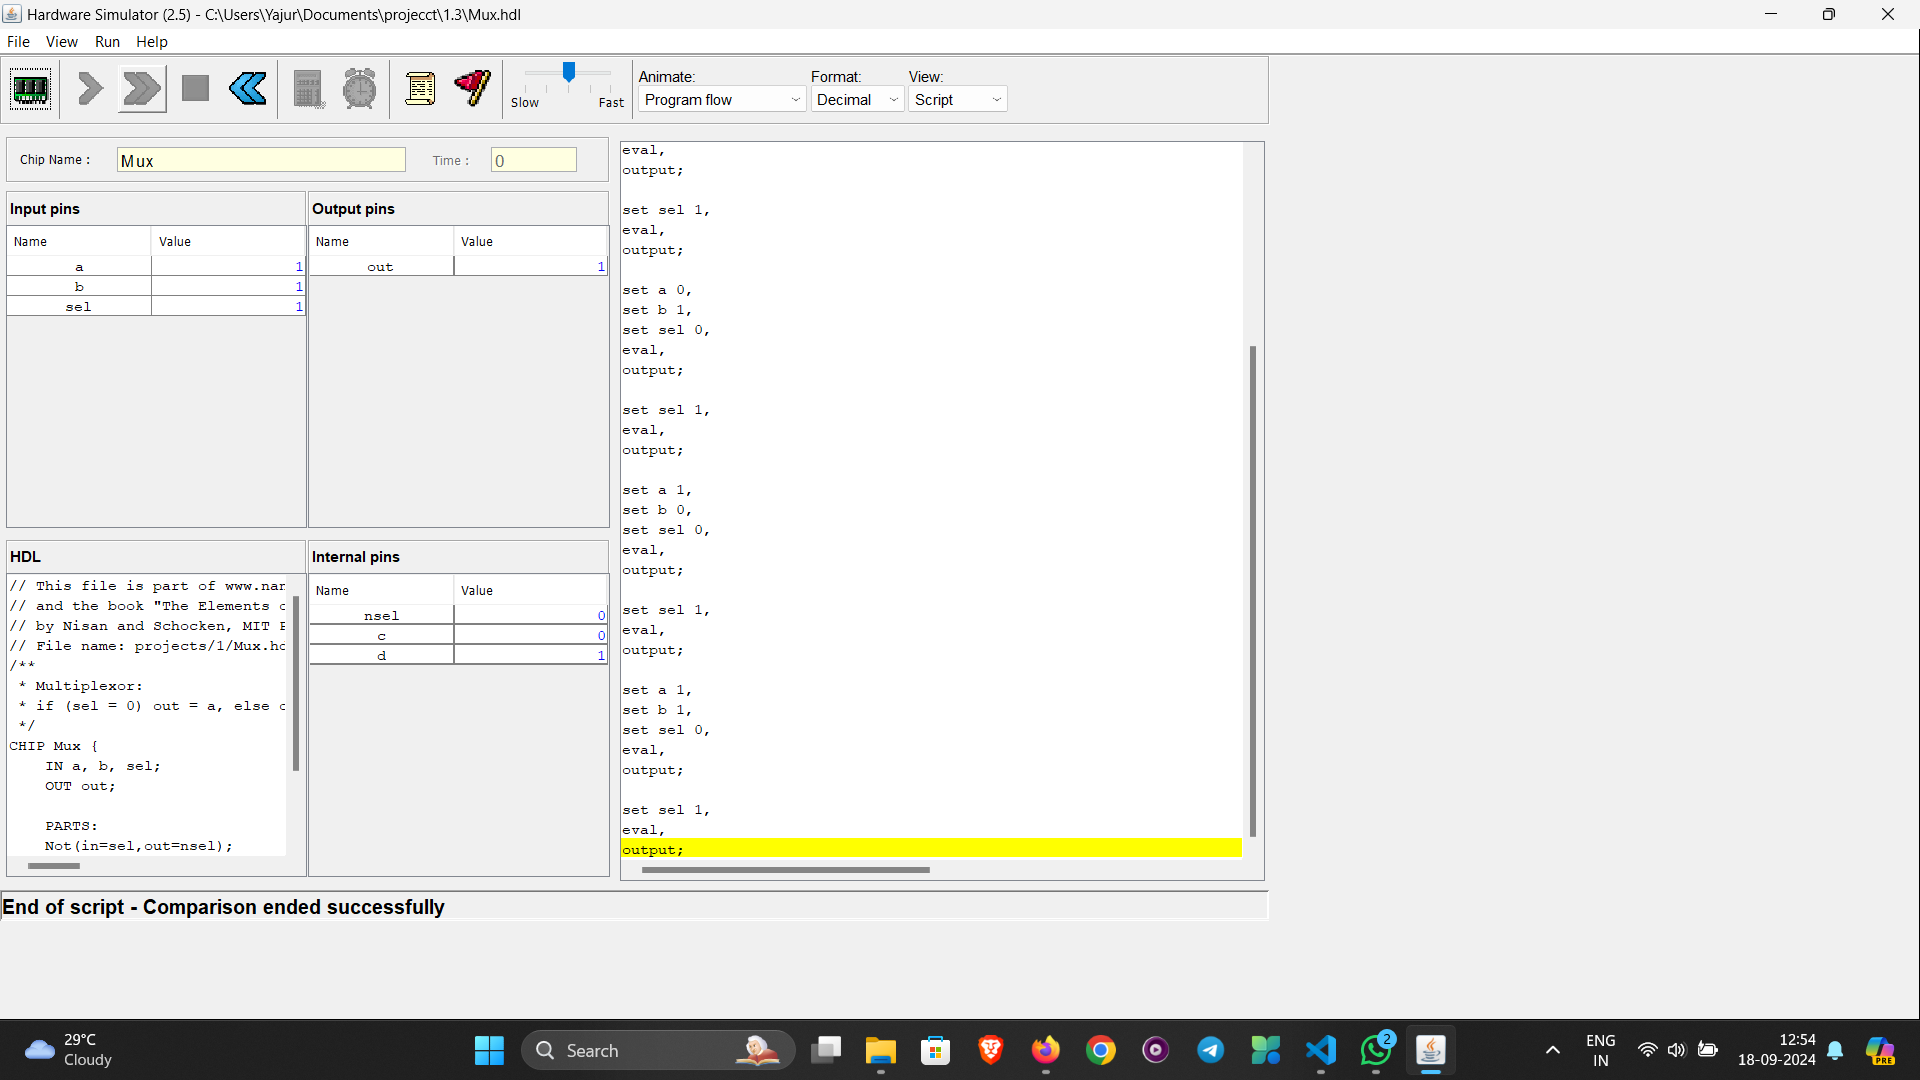 Hardware Simulator (2.5) - C:\Users\Yajur\Documents\projecct\1.3\Mux.hdl
File View Run Help
Slow Fast
Animate: Format: View:
Program flow Decimal Script
Chip Name : Mux Time : 0
Input pins
Name Value
a 1
b 1
sel 1
Output pins
Name Value
out 1
HDL
// This file is part of www.nan
// and the book "The Elements o
// by Nisan and Schocken, MIT P
// File name: projects/1/Mux.hd
/**
* Multiplexor:
* if (sel = 0) out = a, else o
*/
CHIP Mux {
IN a, b, sel;
OUT out;
PARTS:
Not(in=sel,out=nsel);
Internal pins
Name Value
nsel 0
c 0
d 1
eval,
output;
set sel 1,
eval,
output;
set a 0,
set b 1,
set sel 0,
eval,
output;
set sel 1,
eval,
output;
set a 1,
set b 0,
set sel 0,
eval,
output;
set sel 1,
eval,
output;
set a 1,
set b 1,
set sel 0,
eval,
output;
set sel 1,
eval,
output;
End of script - Comparison ended successfully
29°C
Cloudy
Search
2
ENG
IN
12:54
18-09-2024
PRE